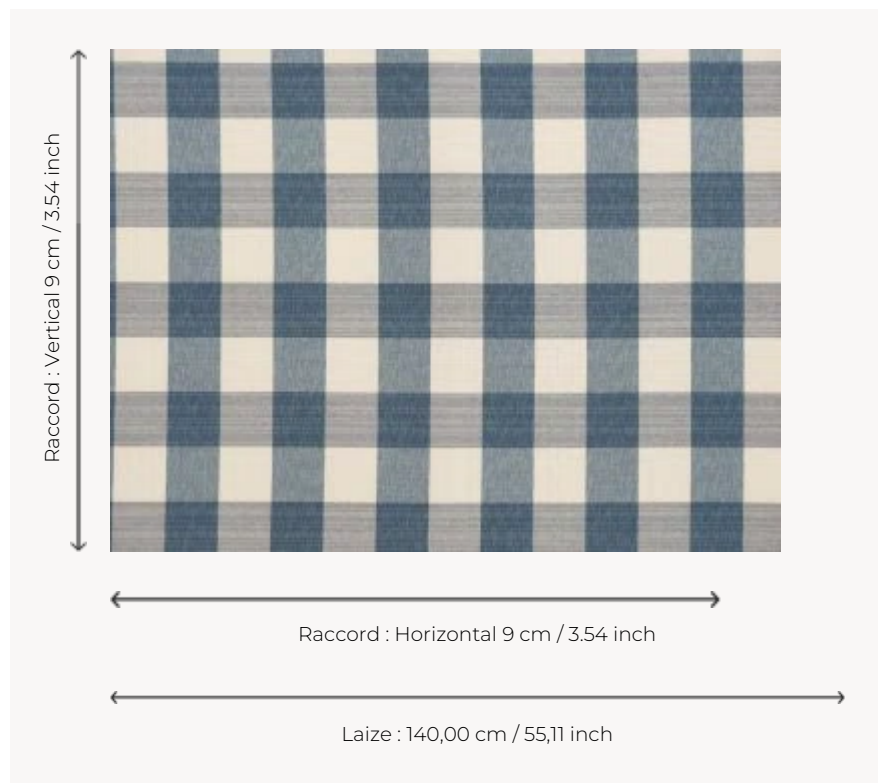 Raccord : Vertical 9 cm / 3.54 inch
Raccord : Horizontal 9 cm / 3.54 inch
Laize : 140,00 cm / 55,11 inch